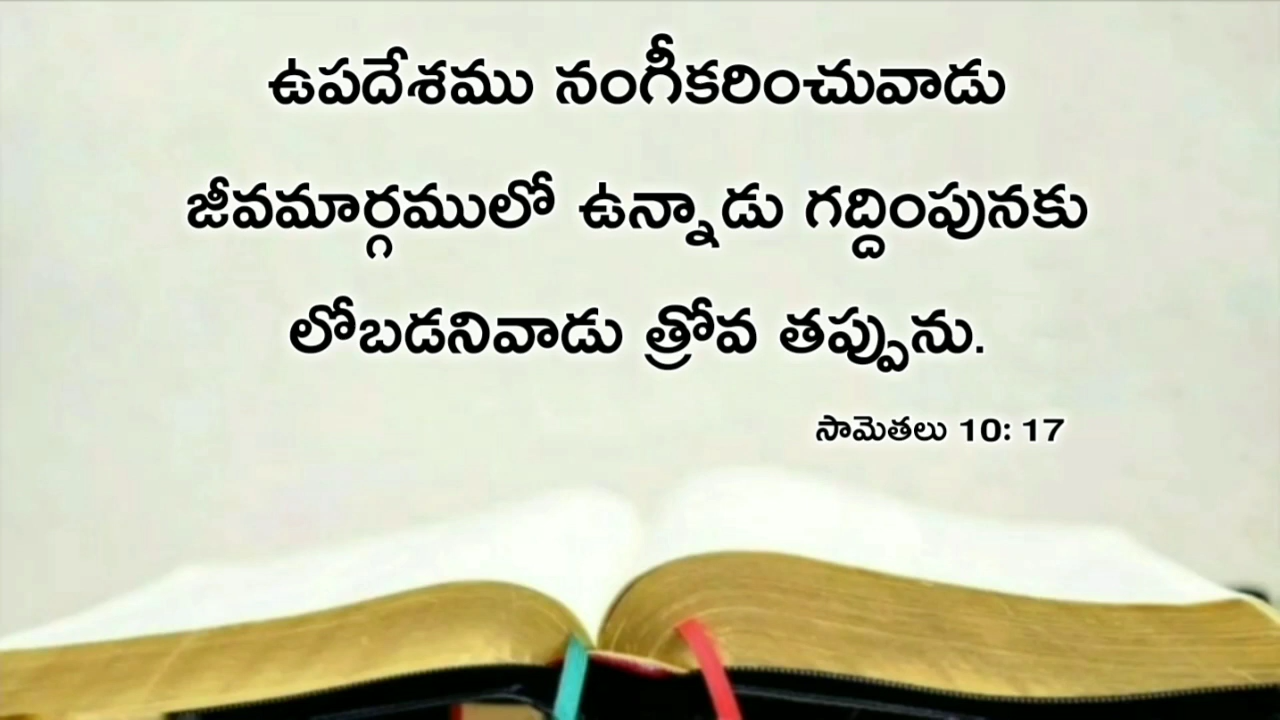 ఉపదేశము నంగీకరించువాడు
జీవమార్గములో ఉన్నాడు గద్దింపునకు
లోబడనివాడు త్రోవ తప్పును.
సామెతలు 10: 17